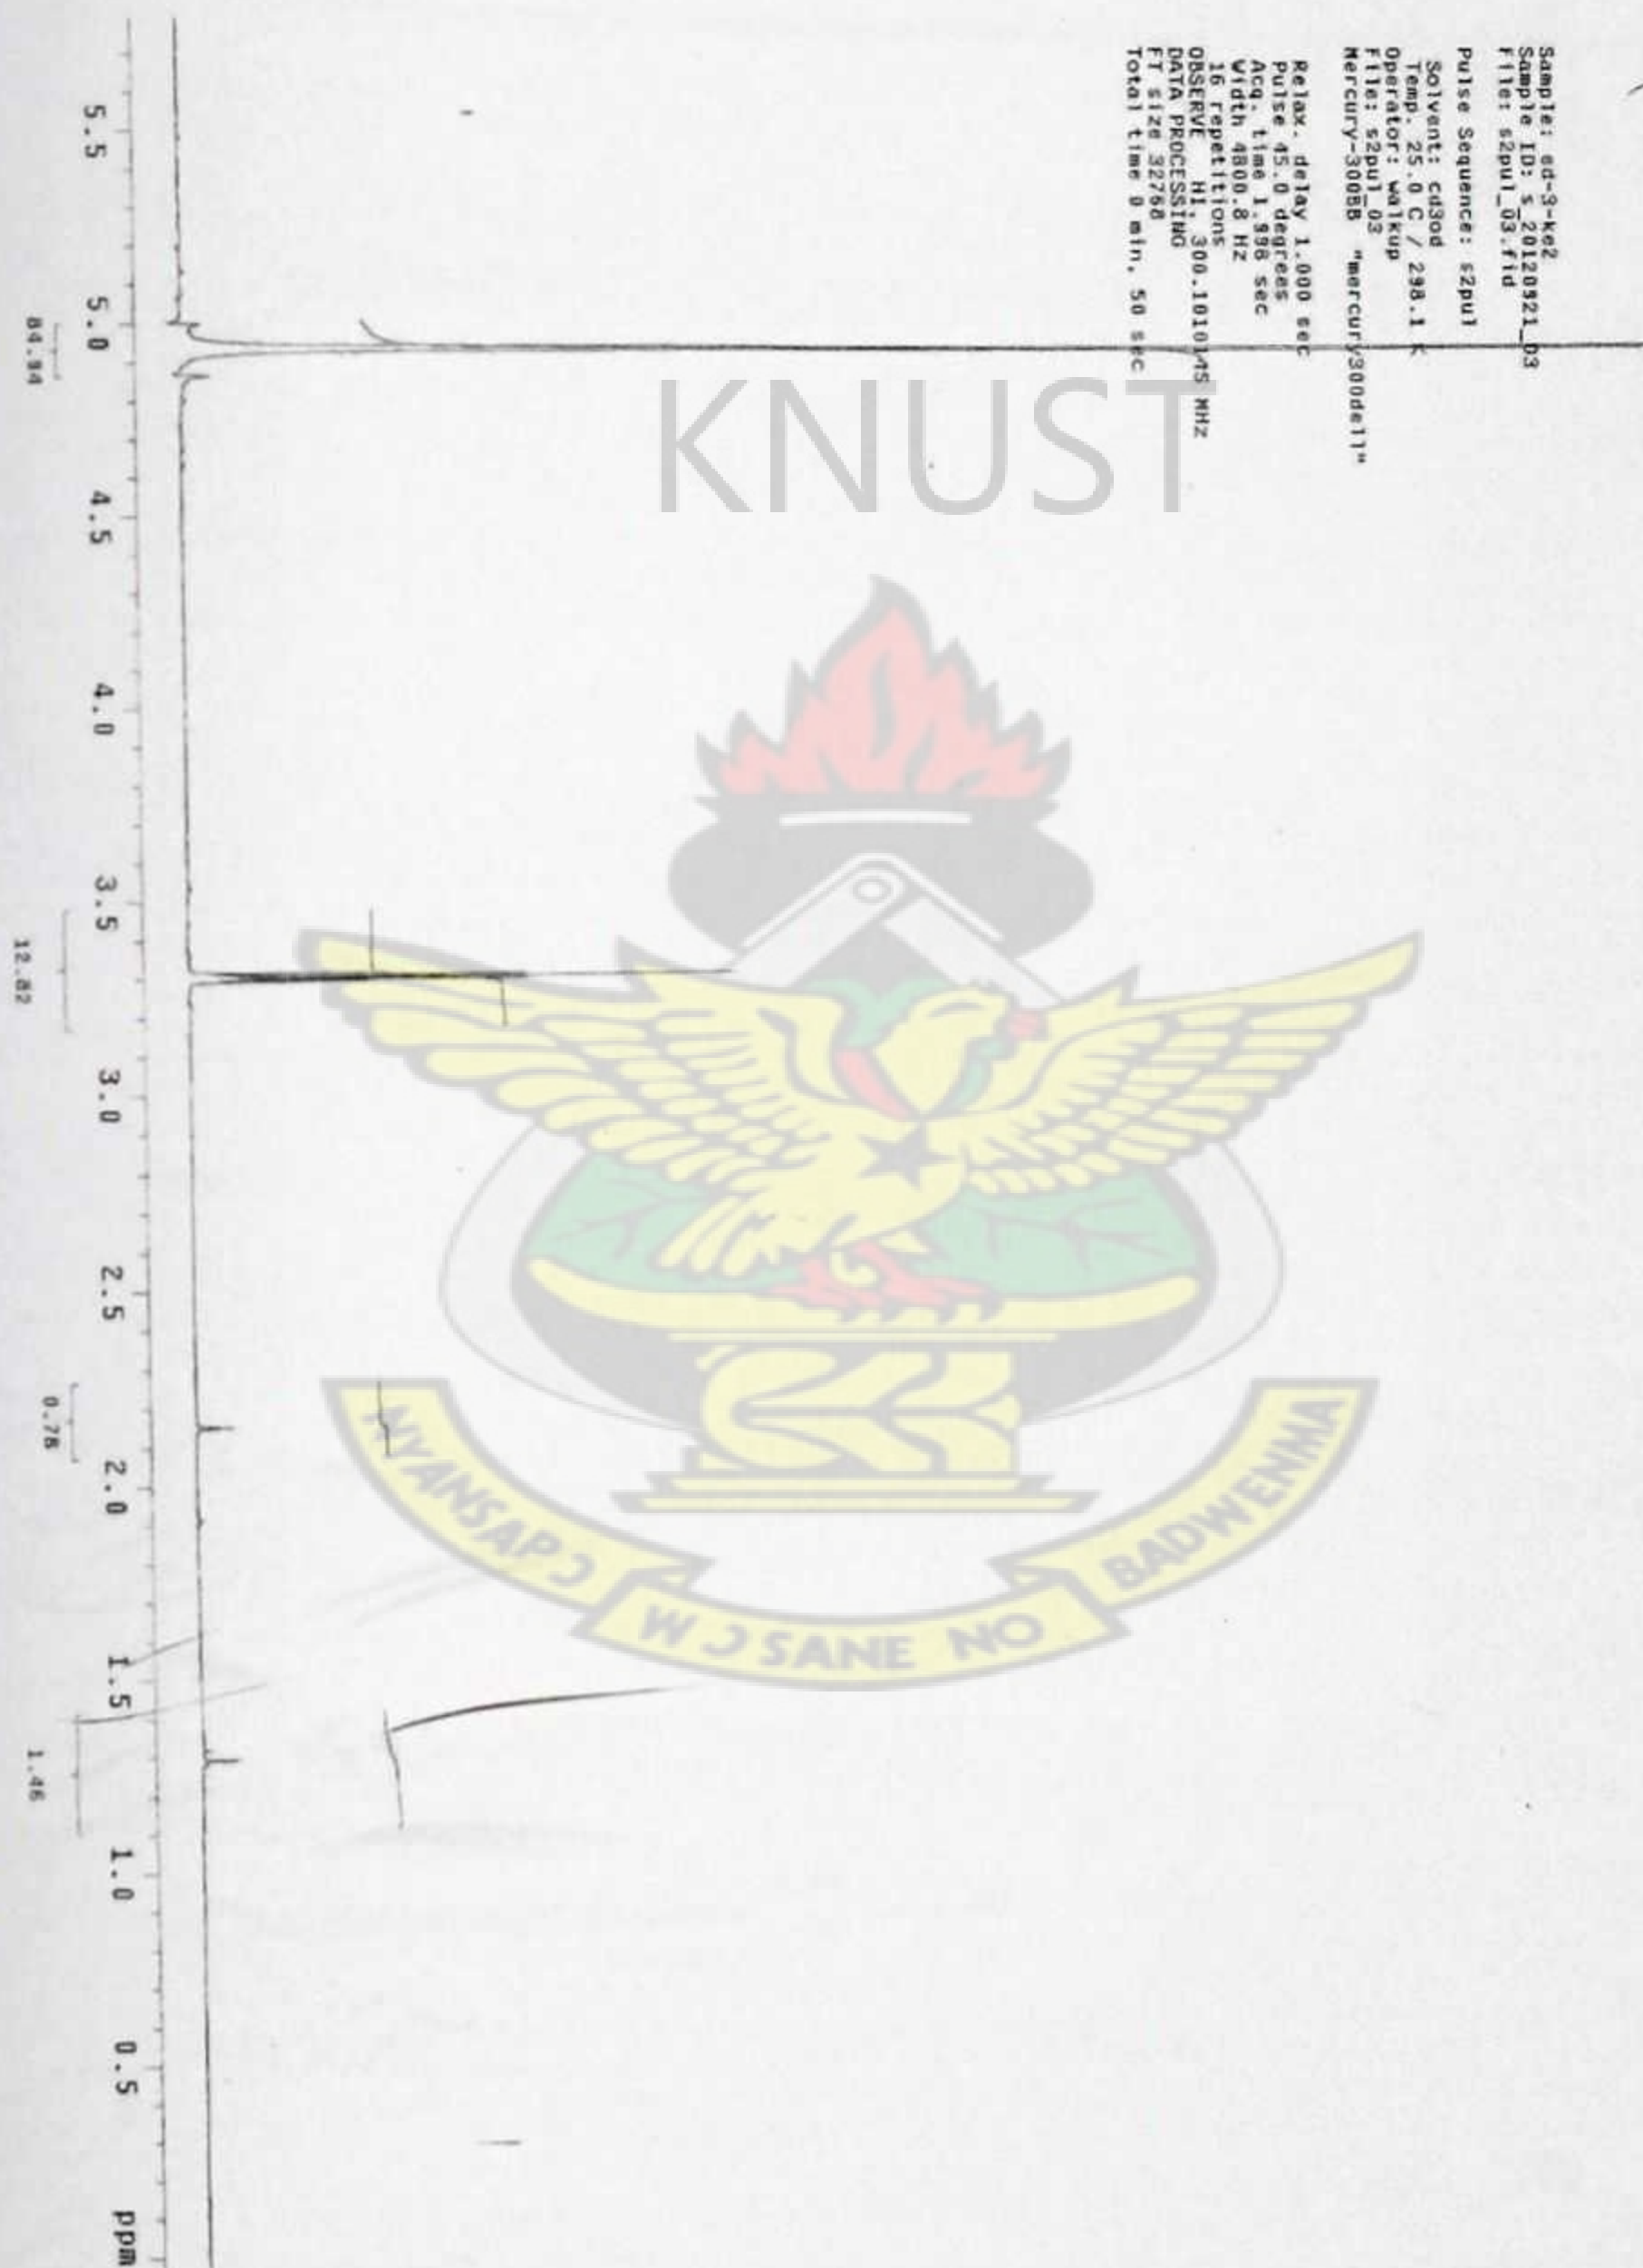 Sample: ed-3-ke2
Sample ID: s_20120921_03
File: s2pul_03.fid
Pulse Sequence: s2pul
Solvent: cd3od
Temp. 25.0 C / 298.1 K
Operator: walkup
File: s2pul_03
Mercury-300BB "mercury300dell"
Relax. delay 1.000 sec
Pulse 45.0 degrees
Acq. time 1.998 sec
Width 4800.8 Hz
16 repetitions
OBSERVE H1, 300.1010145 MHz
DATA PROCESSING
FT size 32768
Total time 0 min, 50 sec
KNUST
NYANSAPƆ
WƆSANE NO
BADWENMA
5.5 5.0 4.5 4.0 3.5 3.0 2.5 2.0 1.5 1.0 0.5 ppm
84.94 12.82 0.78 1.46